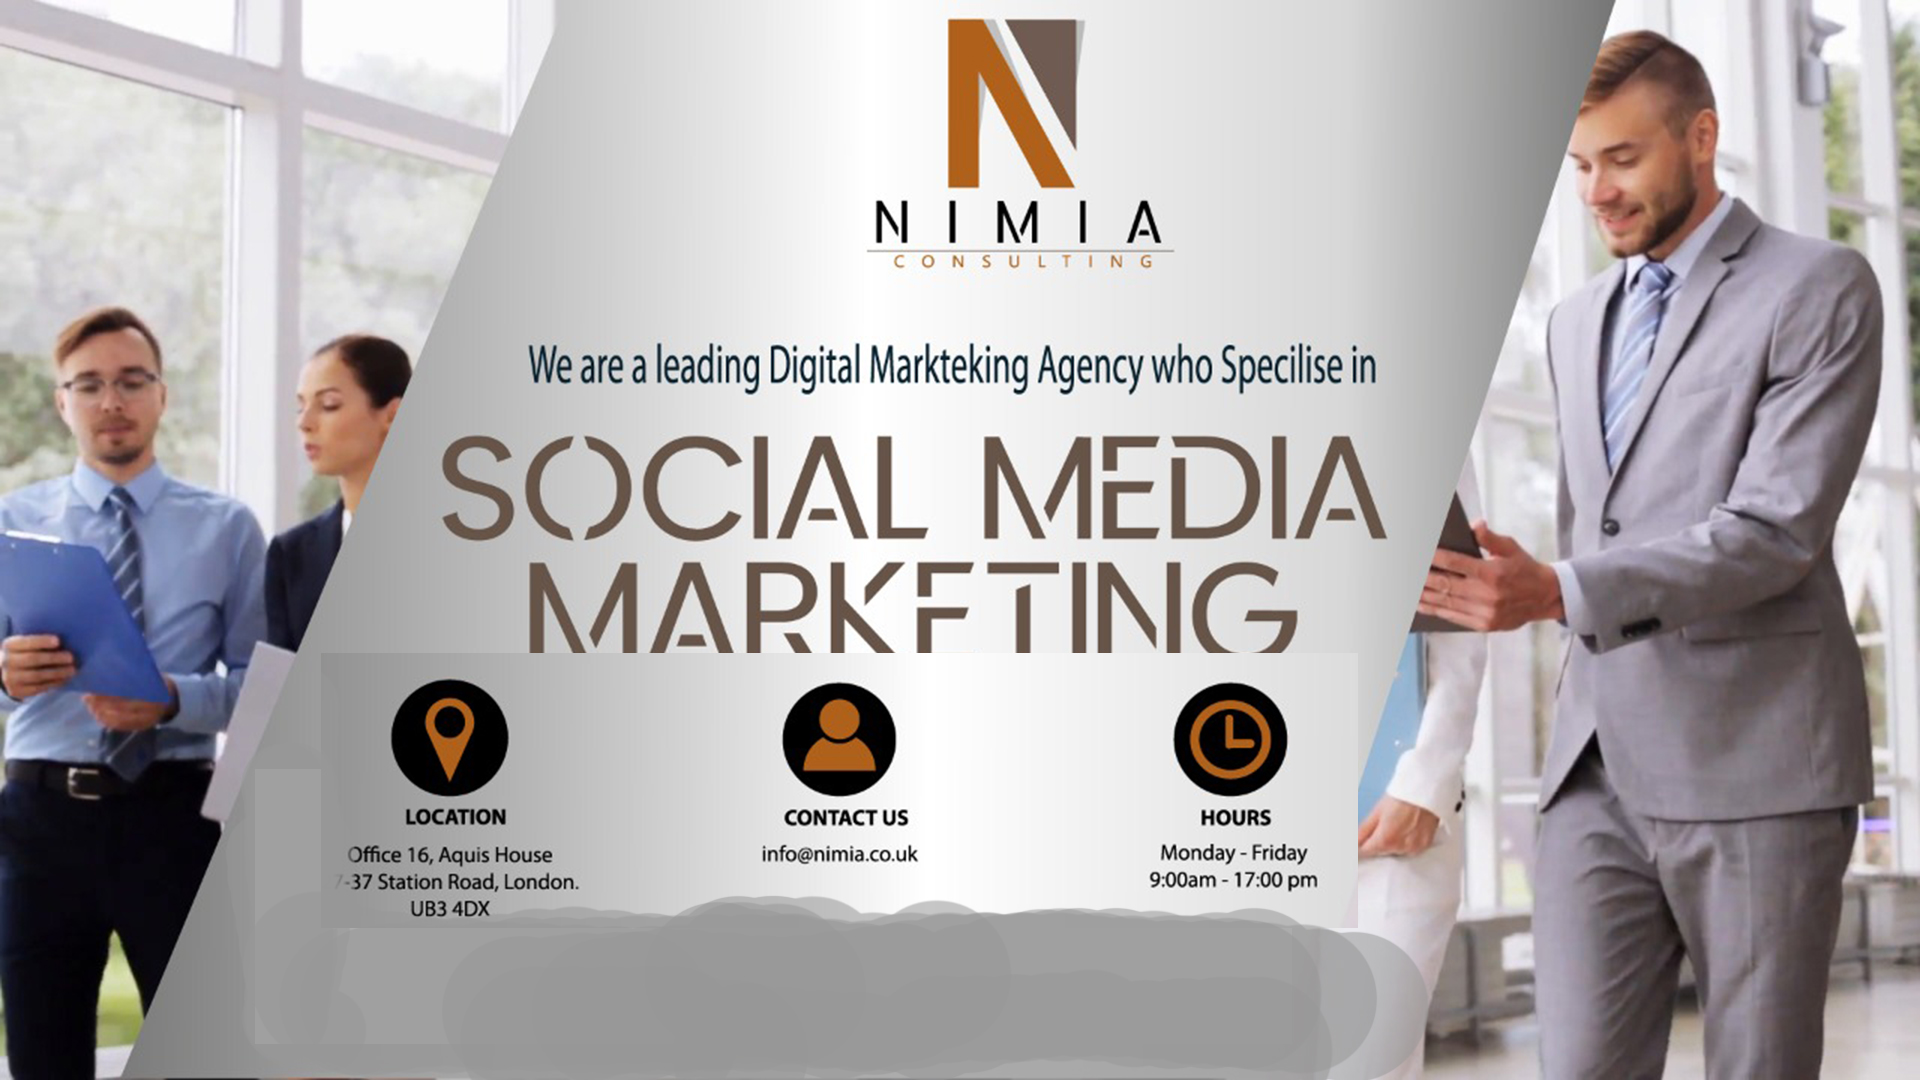 NIMIA
CONSULTING
We are a leading Digital Markteking Agency who Specilise in
SOCIAL MEDIA
MARKETING
LOCATION
Office 16, Aquis House
7-37 Station Road, London.
UB3 4DX
CONTACT US
info@nimia.co.uk
HOURS
Monday - Friday
9:00am - 17:00 pm